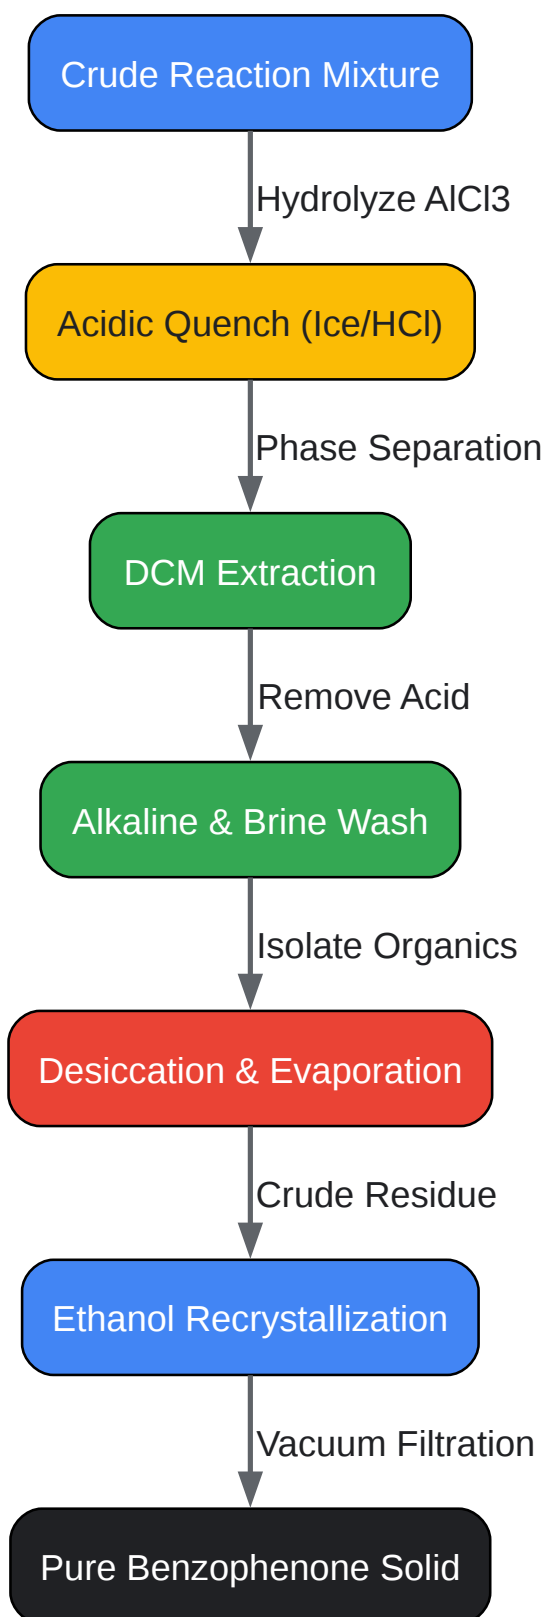 Crude Reaction Mixture
Hydrolyze AlCl3
Acidic Quench (Ice/HCl)
Phase Separation
DCM Extraction
Remove Acid
Alkaline & Brine Wash
Isolate Organics
Desiccation & Evaporation
Crude Residue
Ethanol Recrystallization
Vacuum Filtration
Pure Benzophenone Solid